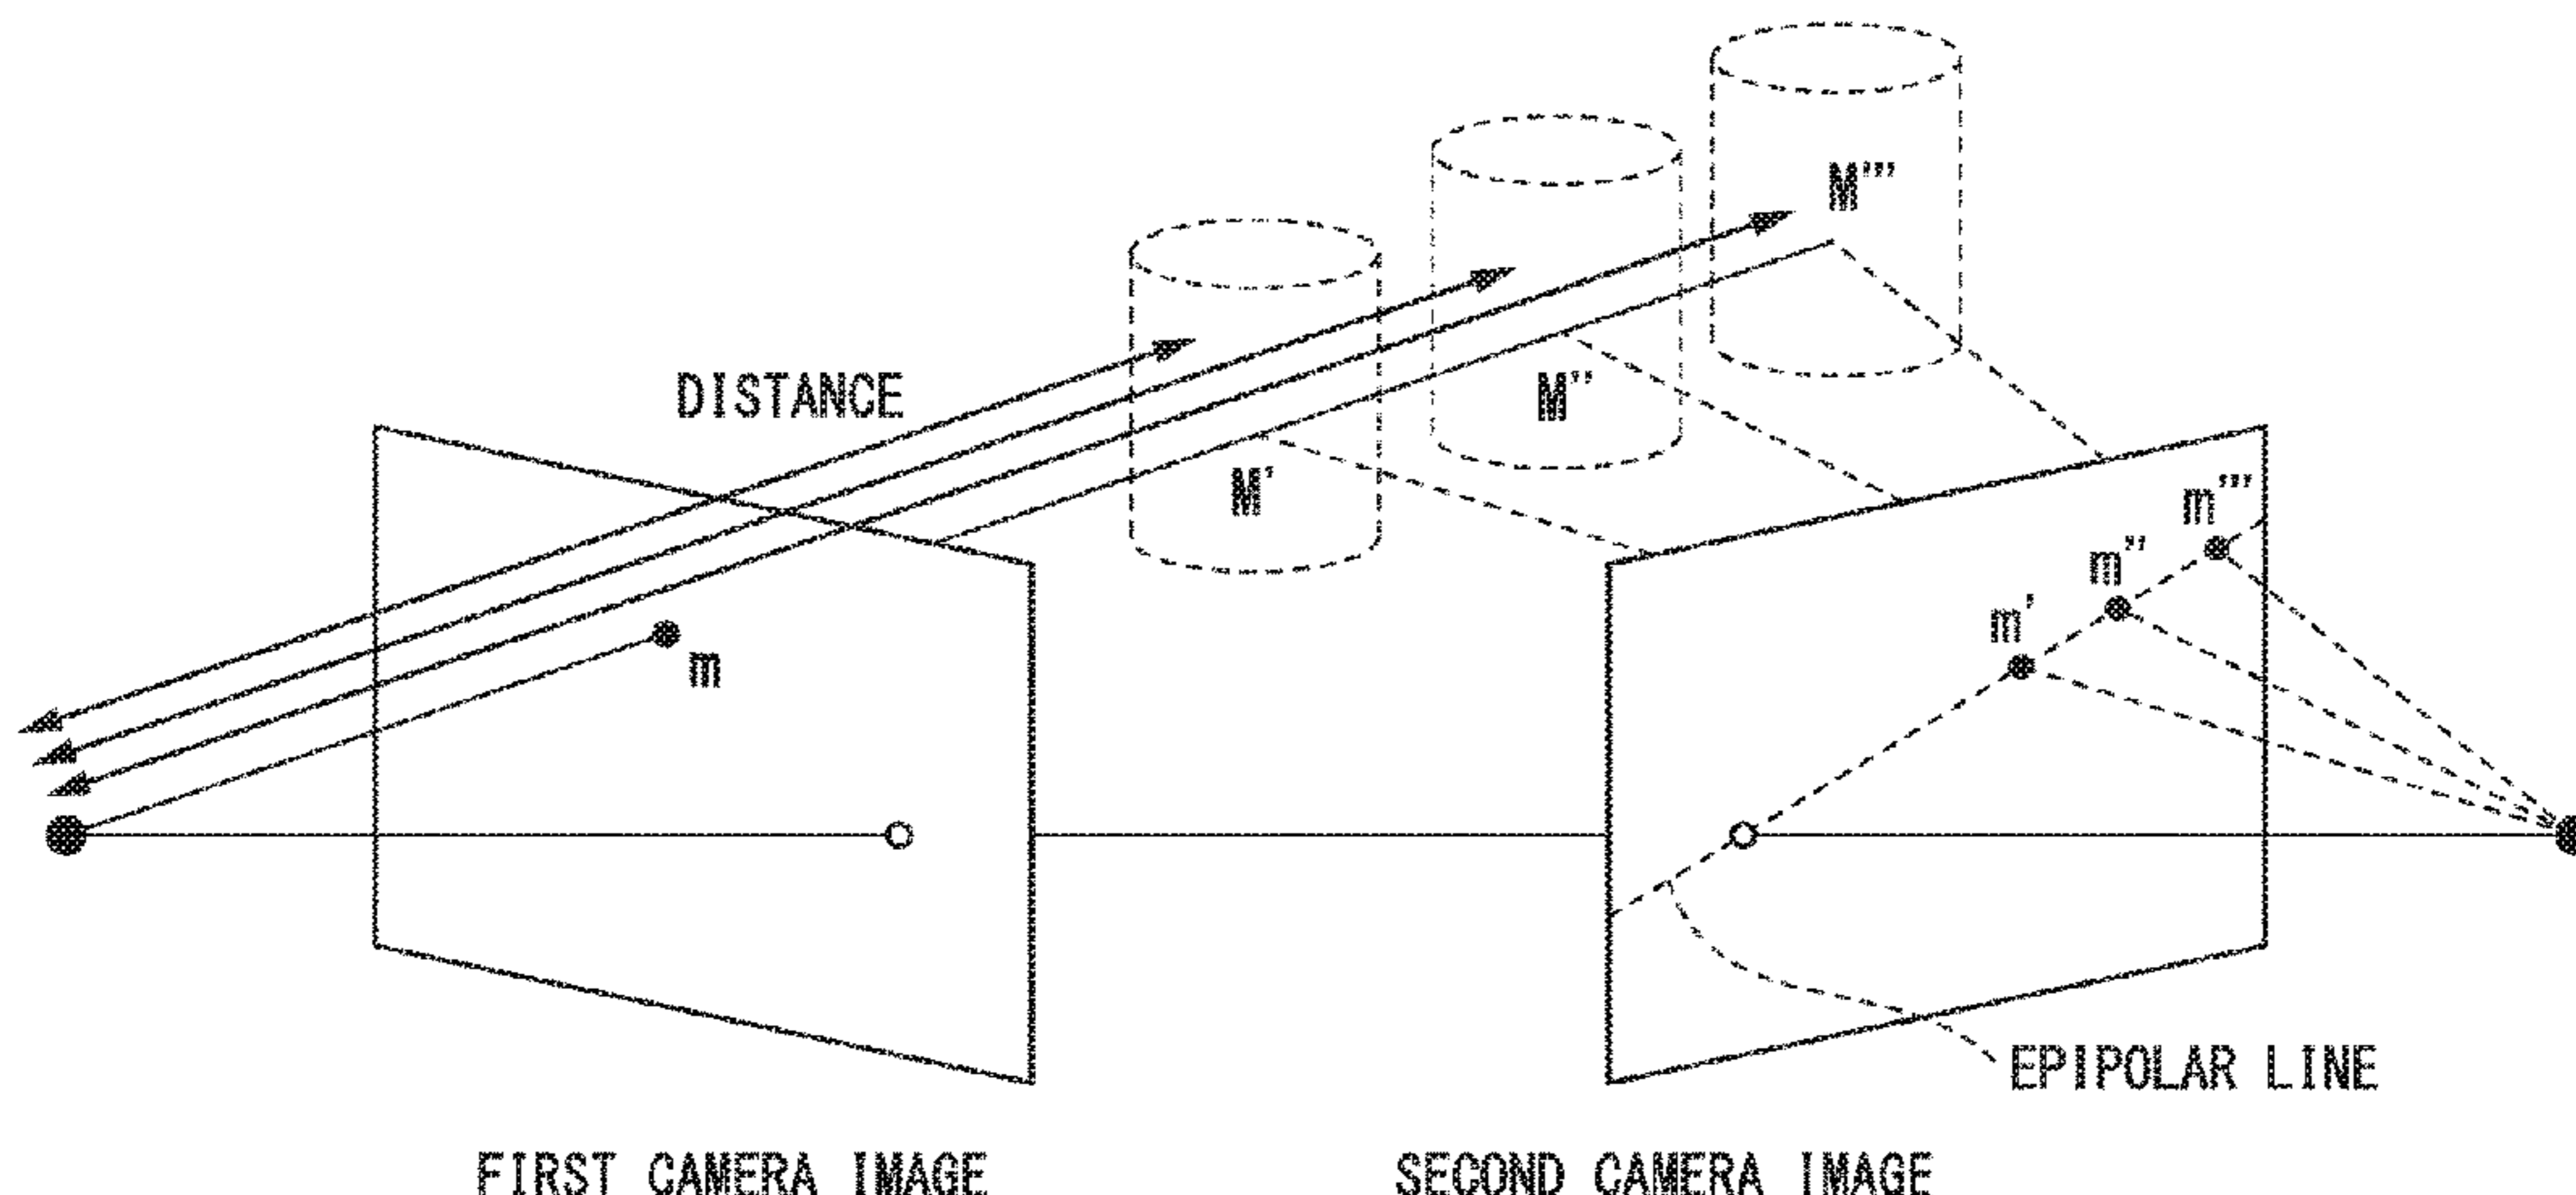 M'''
DISTANCE
M''
M'
m'''
m''
m'
m
EPIPOLAR LINE
FIRST CAMERA IMAGE
SECOND CAMERA IMAGE